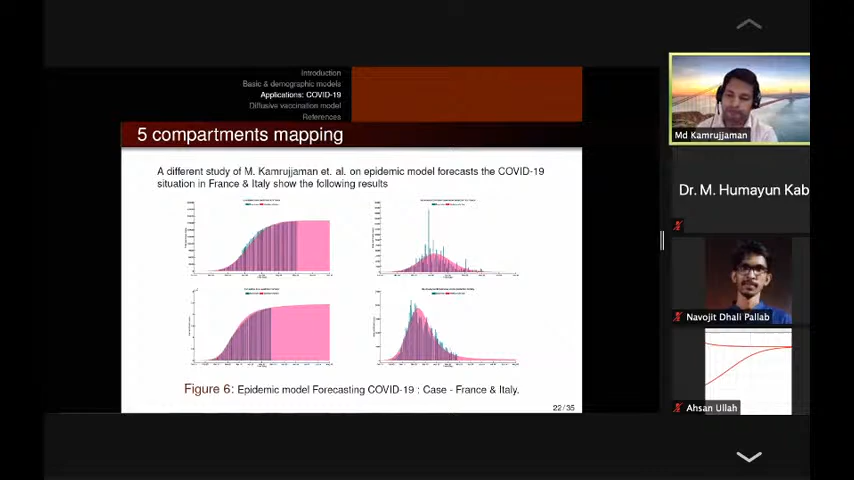 Introduction
Basic & demographic models
Applications: COVID-19
Diffusive vaccination model
References
5 compartments mapping
A different study of M. Kamrujjaman et. al. on epidemic model forecasts the COVID-19
situation in France & Italy show the following results
Figure 6: Epidemic model Forecasting COVID-19 : Case - France & Italy.
22/35
Md Kamrujjaman
Dr. M. Humayun Kab
Navojit Dhali Pallab
Ahsan Ullah